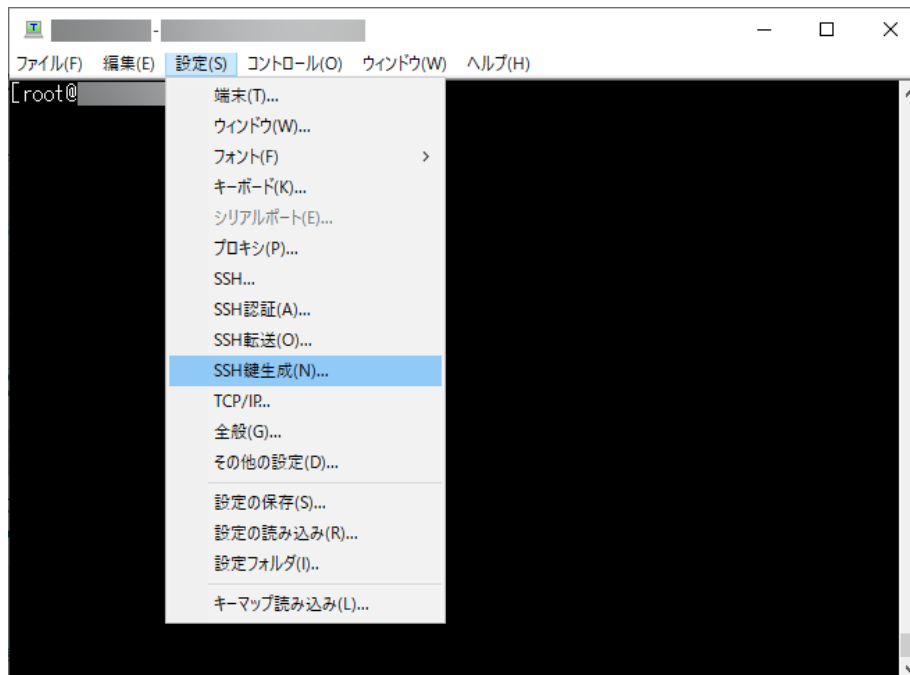 -
ファイル(F) 編集(E) 設定(S) コントロール(O) ウィンドウ(W) ヘルプ(H)
[root@
端末(T)...
ウィンドウ(W)...
フォント(F)
キーボード(K)...
シリアルポート(E)...
プロキシ(P)...
SSH...
SSH認証(A)...
SSH転送(O)...
SSH鍵生成(N)...
TCP/IP...
全般(G)...
その他の設定(D)...
設定の保存(S)...
設定の読み込み(R)...
設定フォルダ(I)..
キーマップ読み込み(L)...